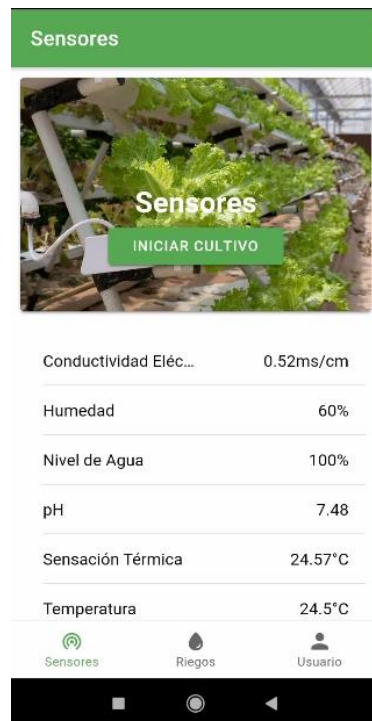 Sensores
Sensores
INICIAR CULTIVO
Conductividad Eléc... 0.52ms/cm
Humedad 60%
Nivel de Agua 100%
pH 7.48
Sensación Térmica 24.57°C
Temperatura 24.5°C
Sensores Riegos Usuario